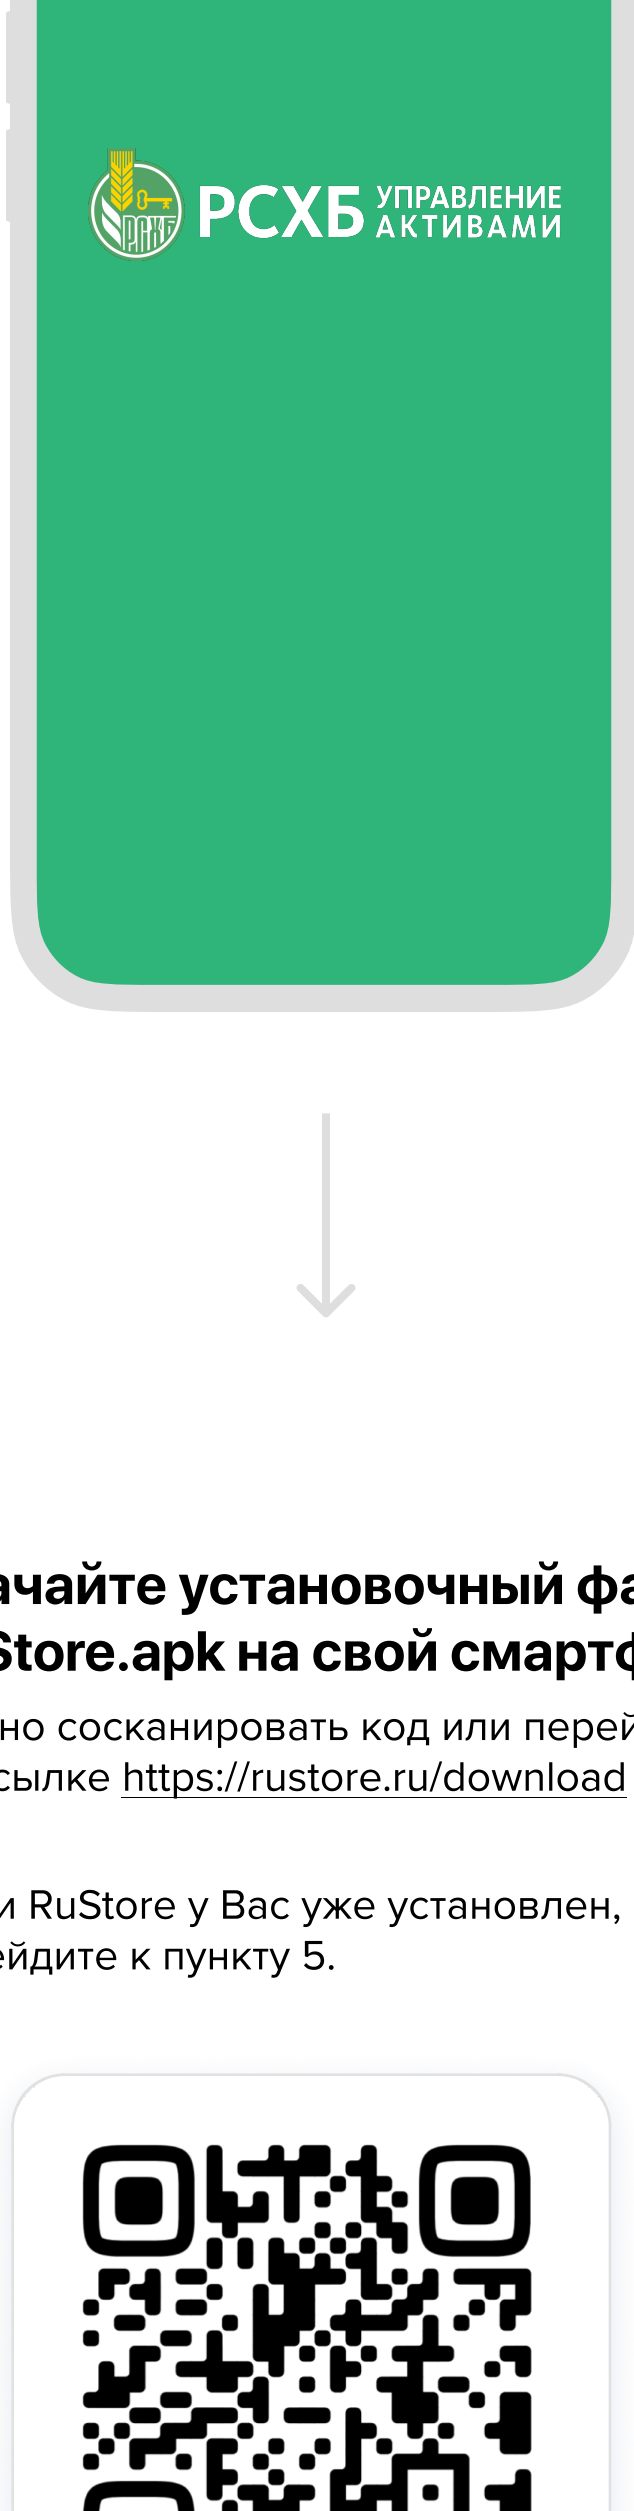 РСХБ
РСХБ УПРАВЛЕНИЕ
АКТИВАМИ
ачайте установочный фа
Store.apk на свой смартф
но сосканировать код или перей
сылке https://rustore.ru/download
и RuStore у Вас уже установлен,
ейдите к пункту 5.